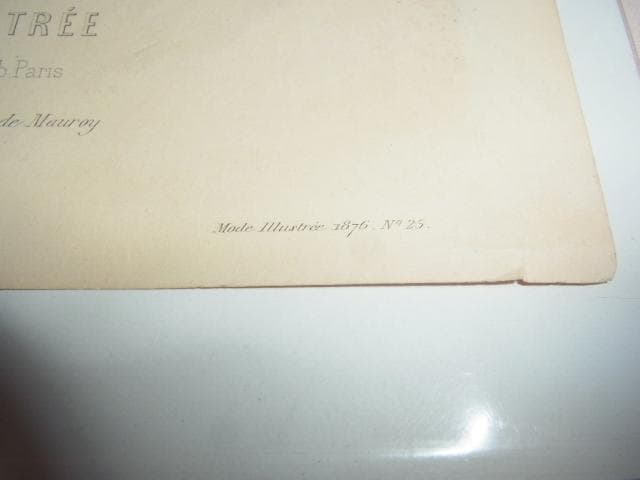 TRÉE
Paris
de Mauroy
Mode Illustrée 1876. Nº 25.